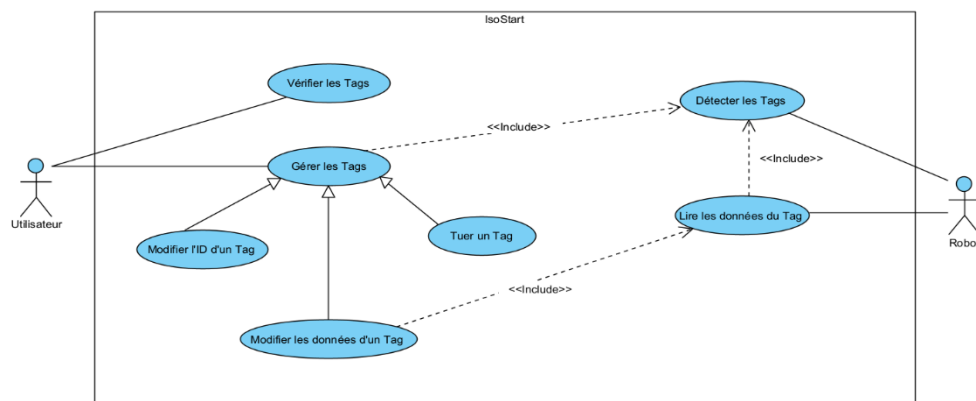 IsoStart
Vérifier les Tags
Détecter les Tags
<<Include>>
Gérer les Tags
<<Include>>
Utilisateur
Modifier l'ID d'un Tag
Tuer un Tag
Lire les données du Tag
Robo
<<Include>>
Modifier les données d'un Tag